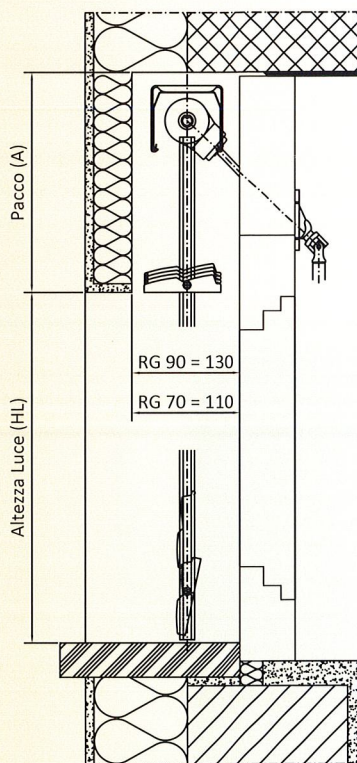 Pacco (A)
RG 90 = 130
RG 70 = 110
Altezza Luce (HL)